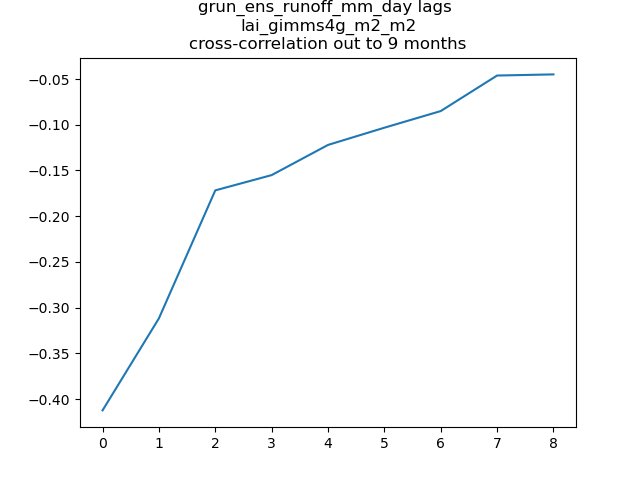 grun_ens_runoff_mm_day lags
lai_gimms4g_m2_m2
cross-correlation out to 9 months
−0.05
−0.10
−0.15
−0.20
−0.25
−0.30
−0.35
−0.40
0 1 2 3 4 5 6 7 8